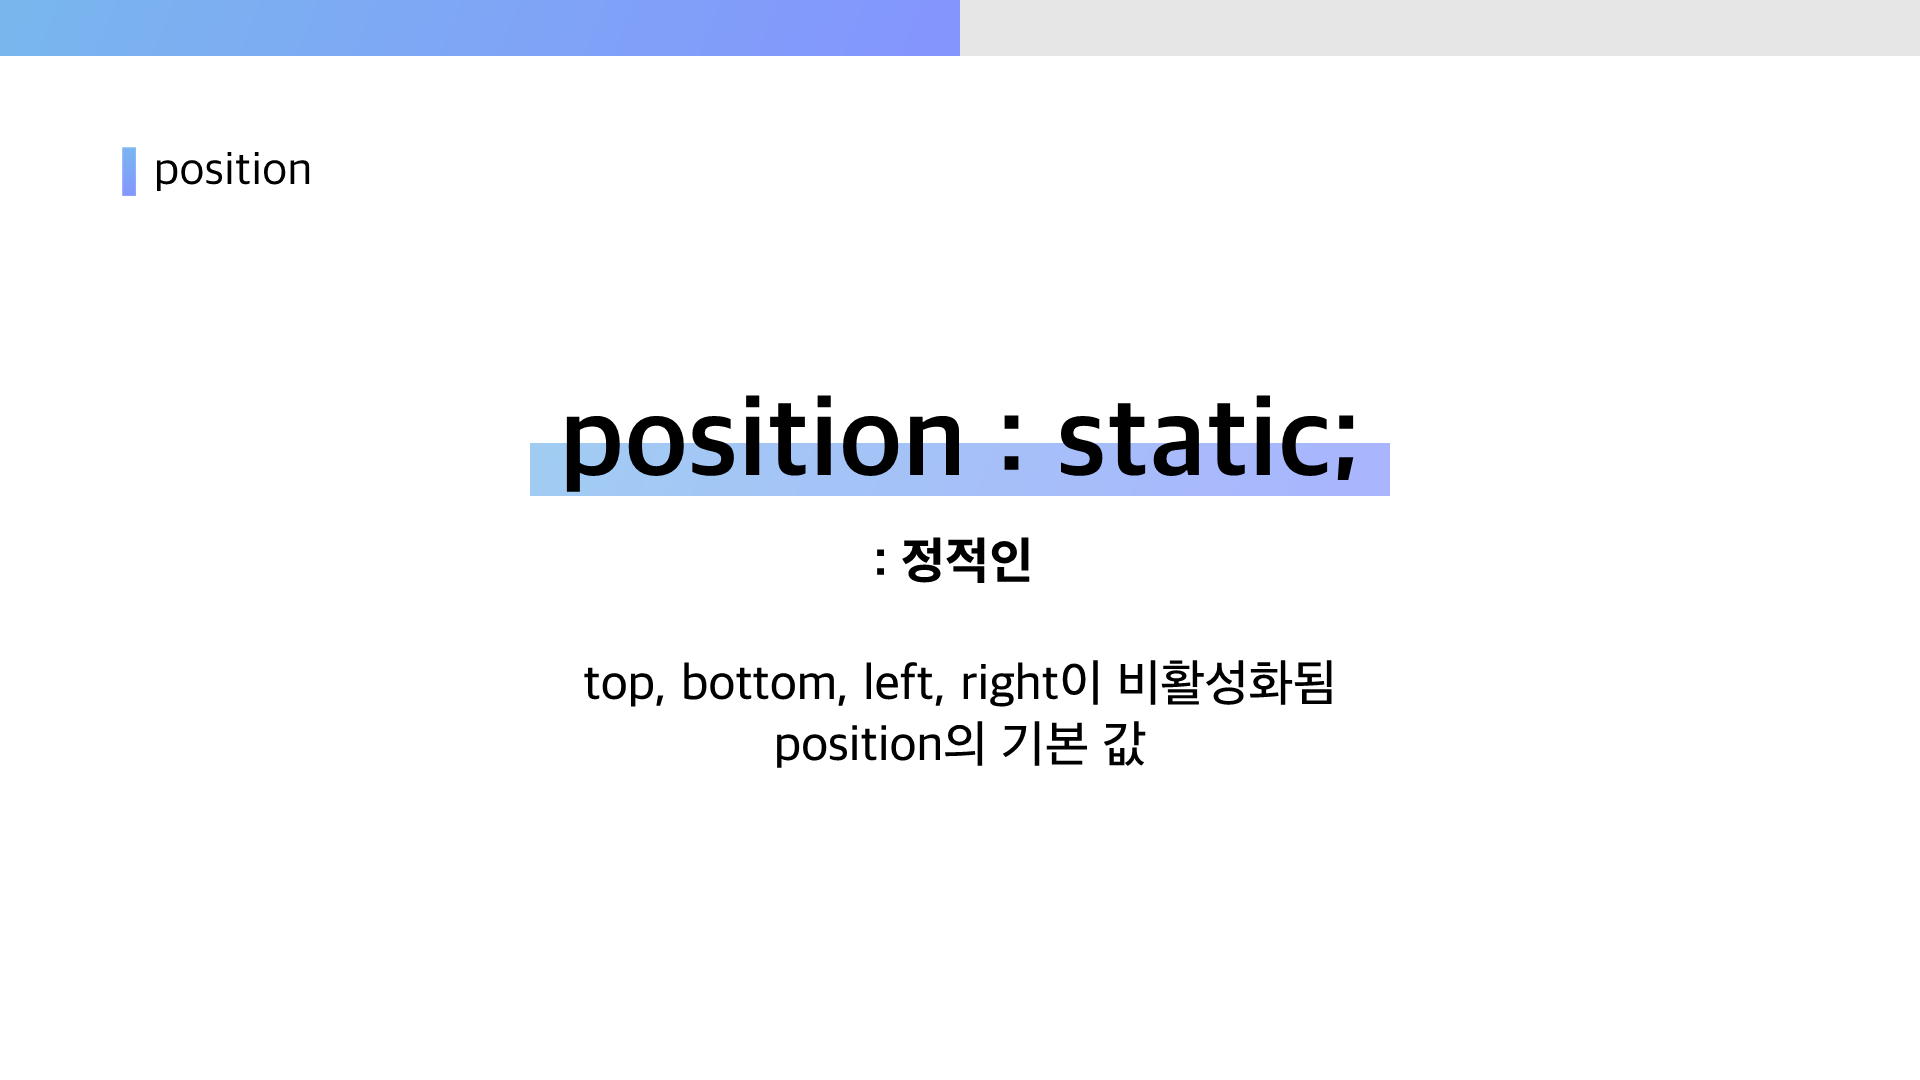 position
position : static;
: 정적인
top, bottom, left, right이 비활성화됨
position의 기본 값